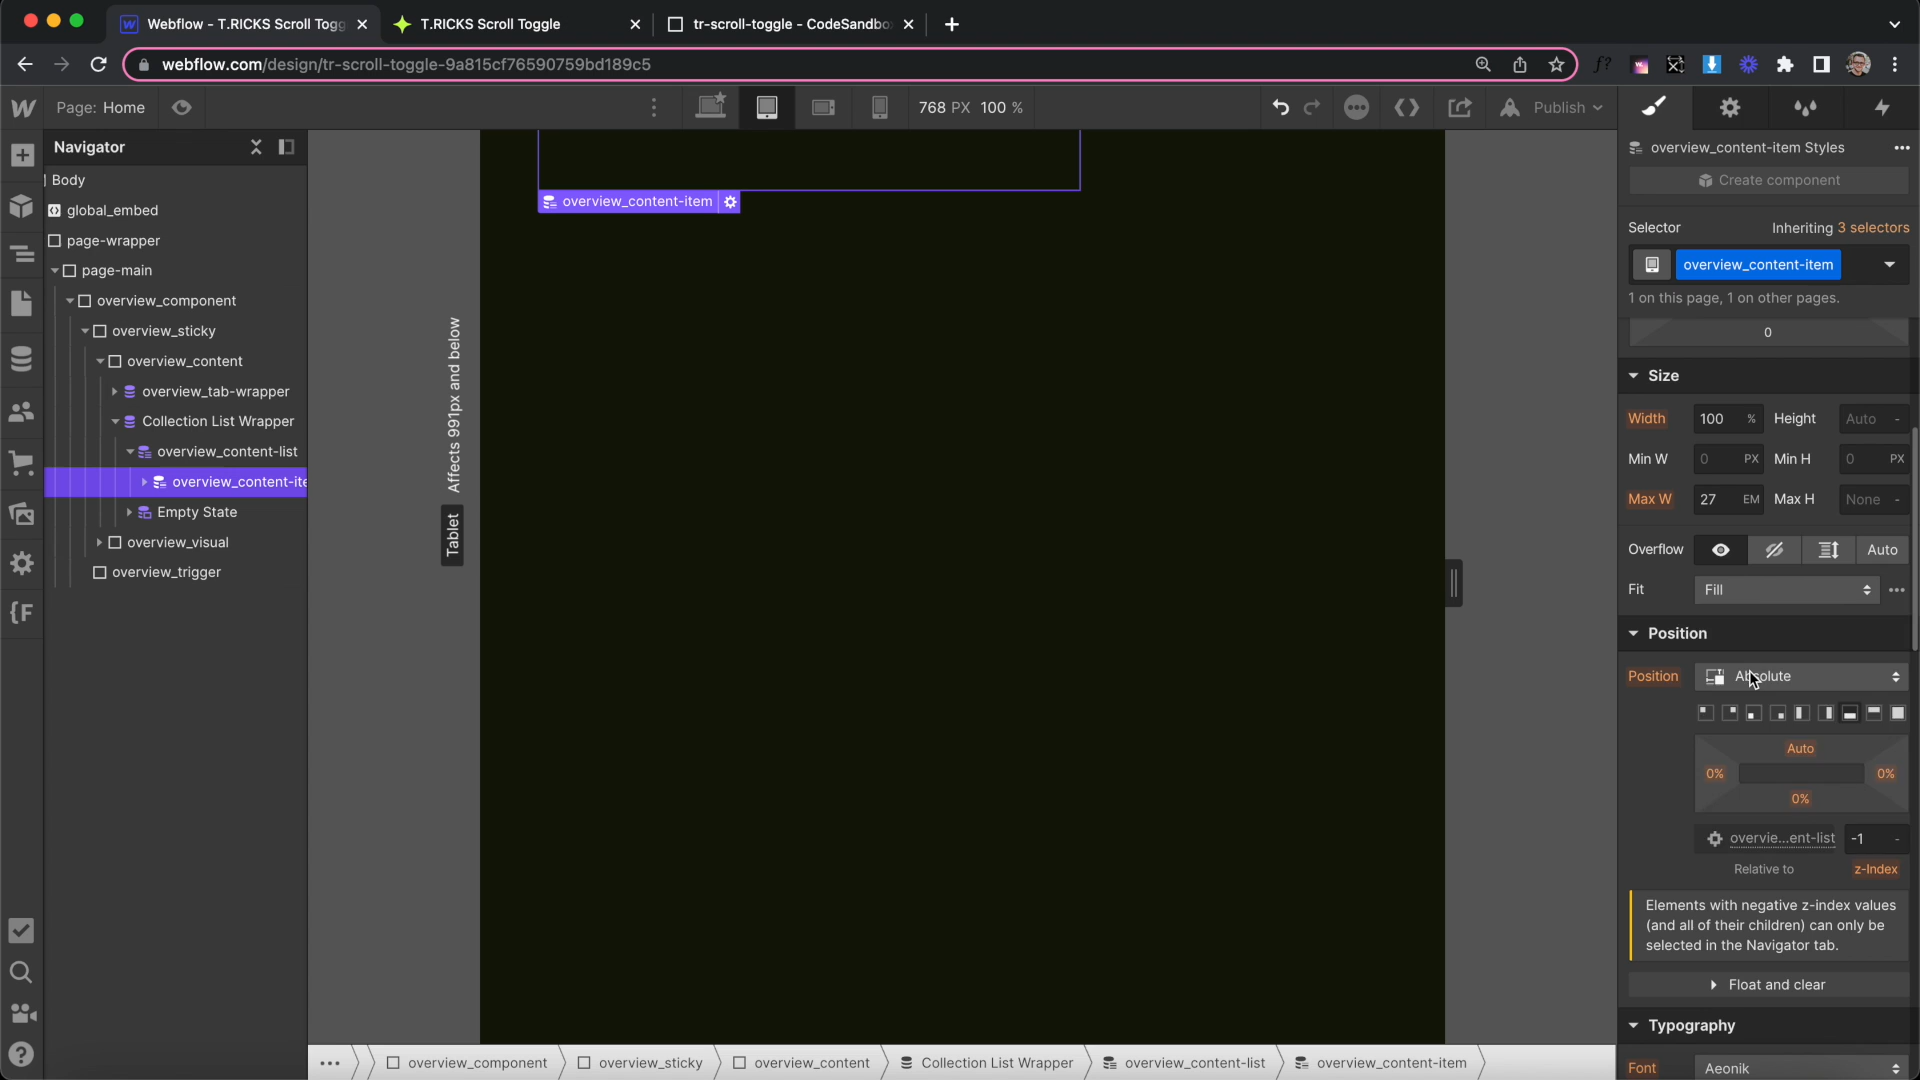 Webflow - T.RICKS Scroll Togg
T.RICKS Scroll Toggle
tr-scroll-toggle - CodeSandbo
webflow.com/design/tr-scroll-toggle-9a815cf76590759bd189c5
Page: Home
768 PX 100 %
Publish
Navigator
Body
global_embed
page-wrapper
page-main
overview_component
overview_sticky
overview_content
overview_tab-wrapper
Collection List Wrapper
overview_content-list
overview_content-ite
Empty State
overview_visual
overview_trigger
overview_content-item
Affects 991px and below
Tablet
overview_content-item Styles
Create component
Selector
Inheriting 3 selectors
overview_content-item
1 on this page, 1 on other pages.
0
Size
Width 100 % Height Auto -
Min W 0 PX Min H 0 PX
Max W 27 EM Max H None -
Overflow Auto
Fit Fill
Position
Position Absolute
Auto
0% 0%
0%
overvie...ent-list -1 -
Relative to z-Index
Elements with negative z-index values
(and all of their children) can only be
selected in the Navigator tab.
Float and clear
Typography
Font Aeonik
overview_component overview_sticky overview_content Collection List Wrapper overview_content-list overview_content-item